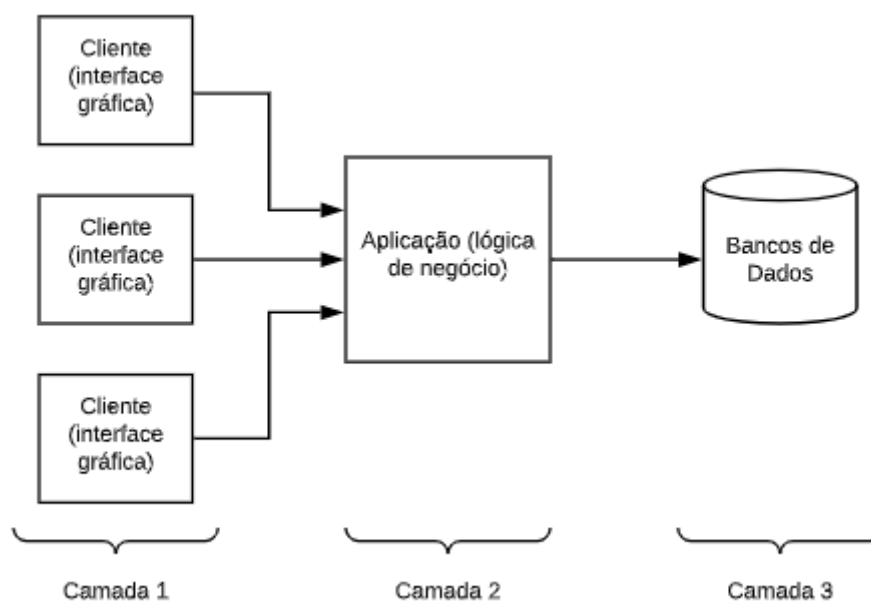 Cliente
(interface
gráfica)
Cliente
(interface
gráfica)
Cliente
(interface
gráfica)
Aplicação (lógica
de negócio)
Bancos de
Dados
Camada 1
Camada 2
Camada 3